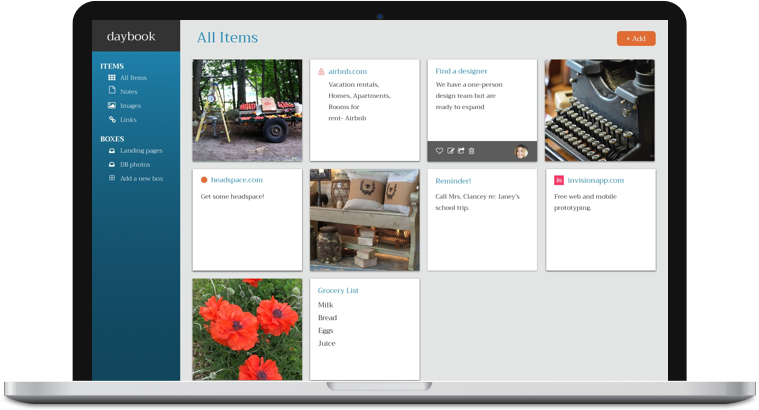 daybook
All Items
+ Add
ITEMS
All Items
Notes
Images
Links
BOXES
Landing pages
DB photos
Add a new box
airbnb.com
Vacation rentals,
Homes, Apartments,
Rooms for
rent- Airbnb
Find a designer
We have a one-person
design team but are
ready to expand
headspace.com
Get some headspace!
Reminder!
Call Mrs. Clancey re: Janey's
school trip.
in
invisionapp.com
Free web and mobile
prototyping.
Grocery List
Milk
Bread
Eggs
Juice